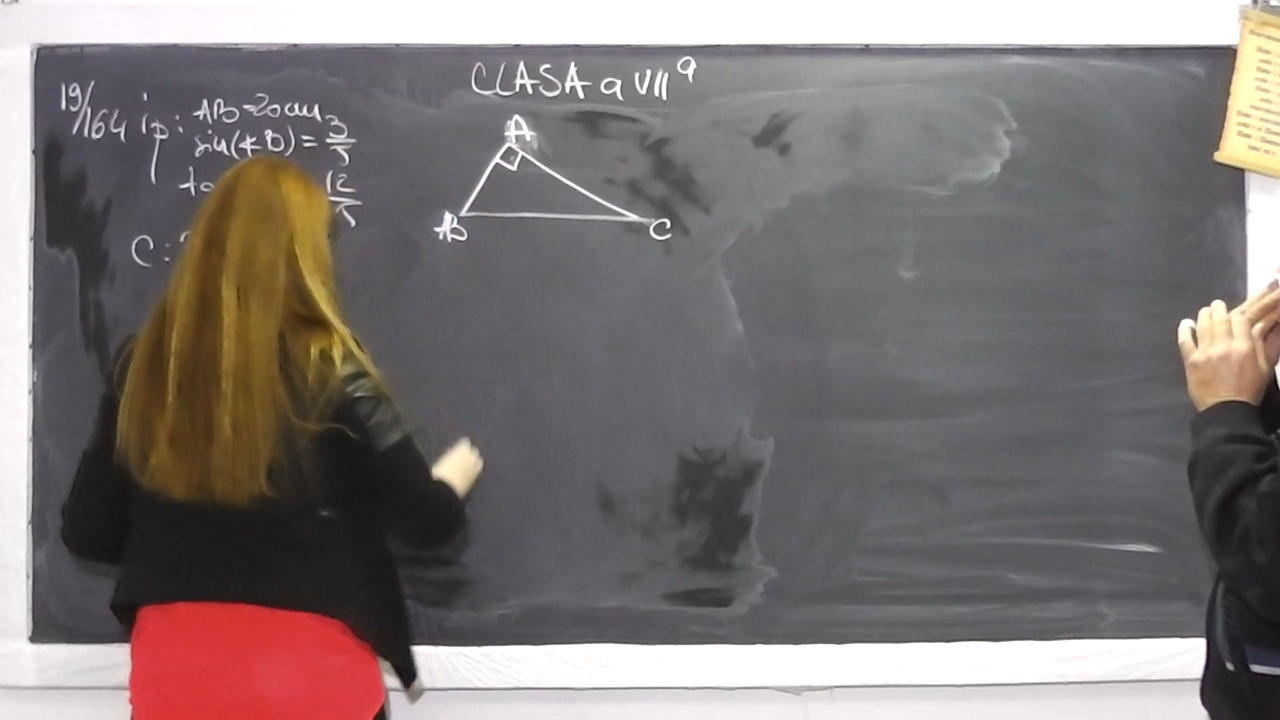 CLASA a VII a
19/164 ip: AB=20cm
sin(∢B)=3/5
12/5
C:
A
B
C